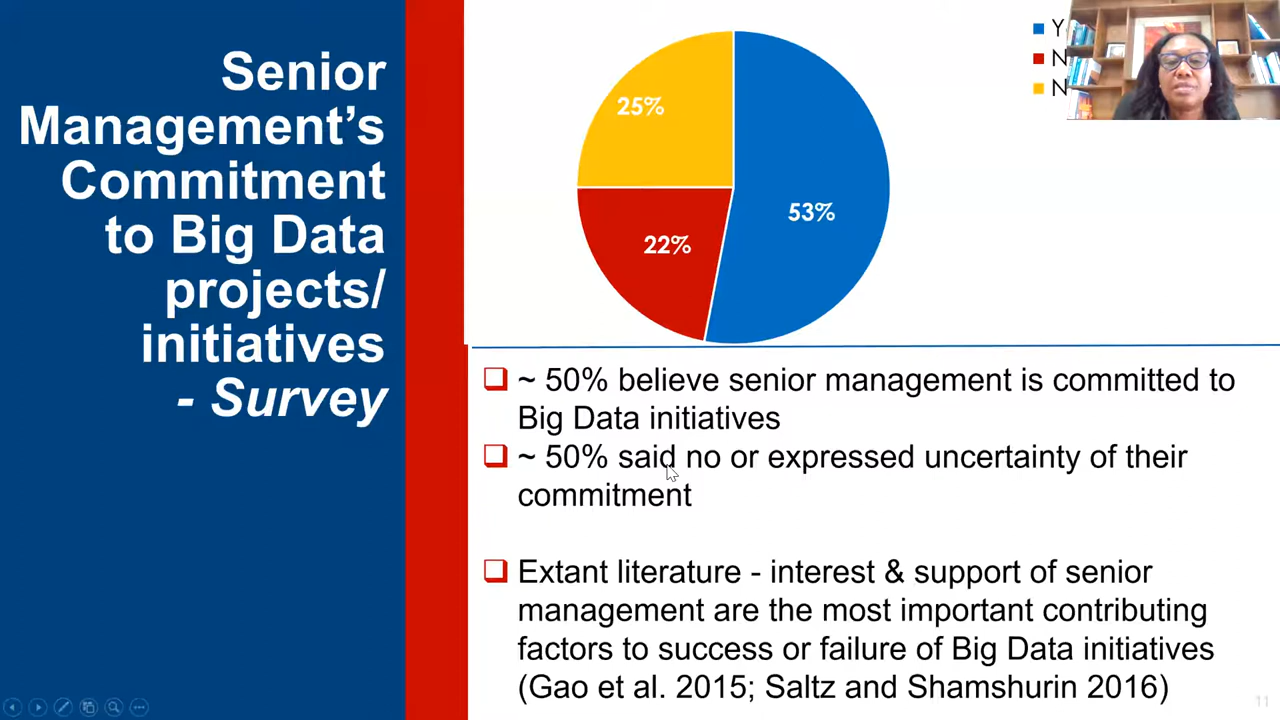 Senior
Management’s
Commitment
to Big Data
projects/
initiatives
- Survey
25%
53%
22%
Y
N
N
~ 50% believe senior management is committed to
Big Data initiatives
~ 50% said no or expressed uncertainty of their
commitment
Extant literature - interest & support of senior
management are the most important contributing
factors to success or failure of Big Data initiatives
(Gao et al. 2015; Saltz and Shamshurin 2016)
11